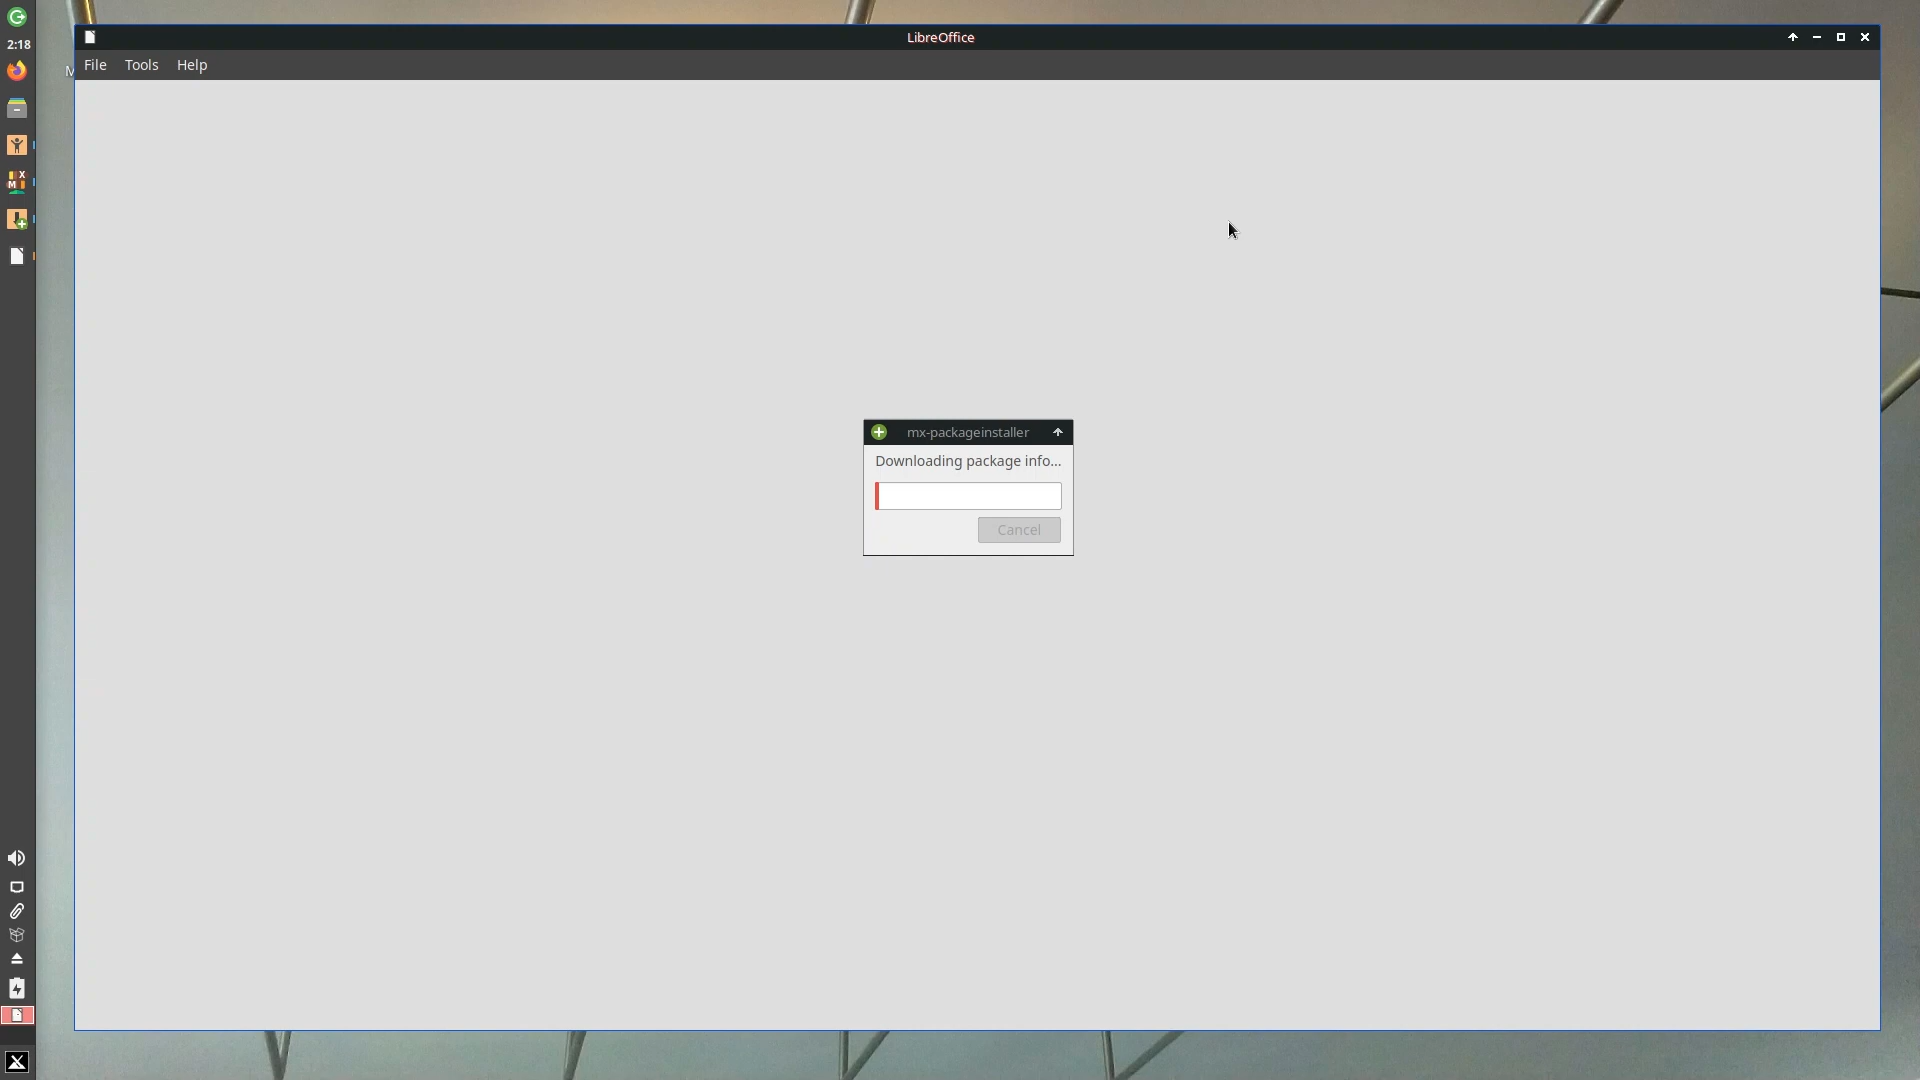 2:18
LibreOffice
File Tools Help
mx-packageinstaller
Downloading package info...
Cancel